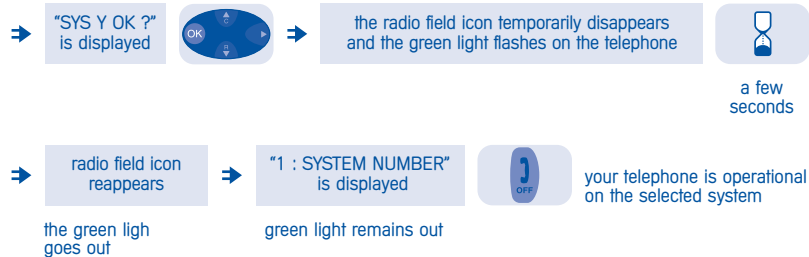 "SYS Y OK ?"
is displayed
OK
C
R
the radio field icon temporarily disappears
and the green light flashes on the telephone
a few
seconds
radio field icon
reappears
"1 : SYSTEM NUMBER"
is displayed
OFF
your telephone is operational
on the selected system
the green ligh
goes out
green light remains out